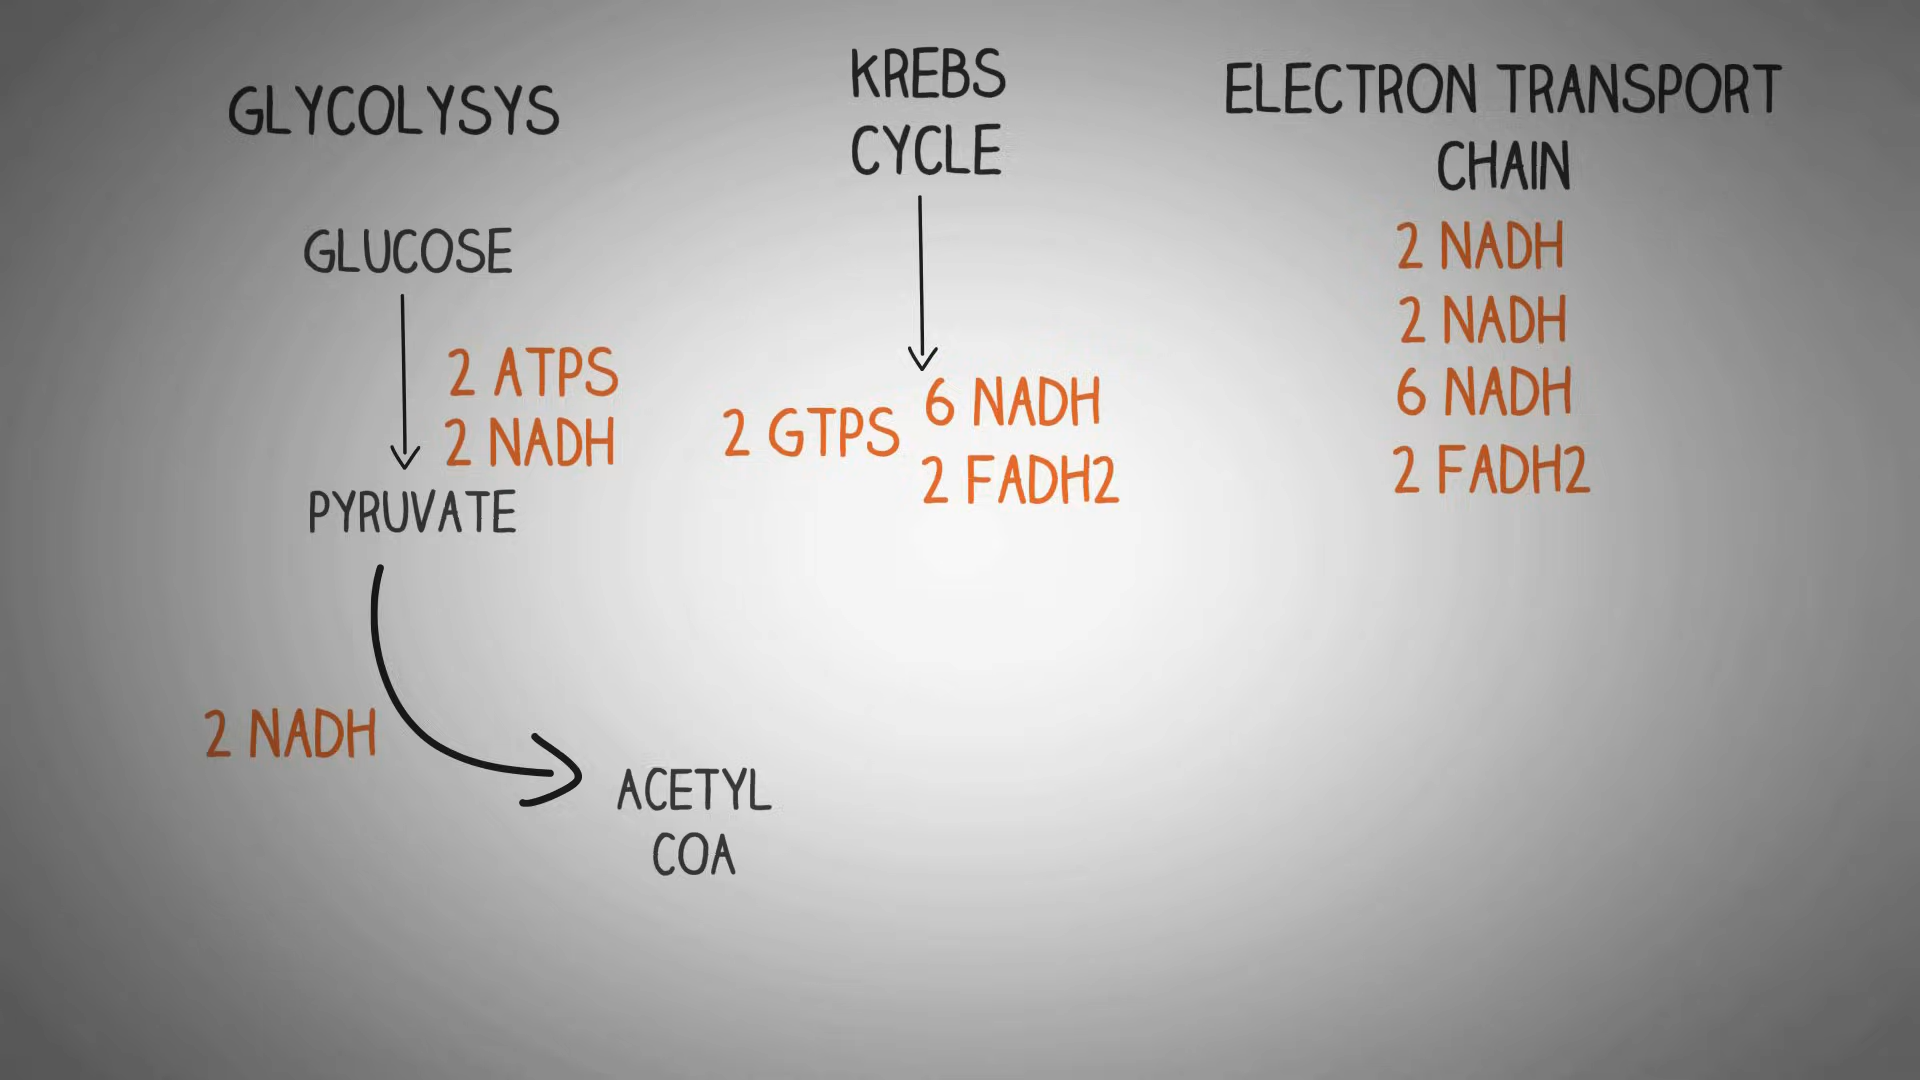 GLYCOLYSYS
GLUCOSE
2 ATPS
2 NADH
PYRUVATE
2 NADH
ACETYL
COA
KREBS
CYCLE
2 GTPS
6 NADH
2 FADH2
ELECTRON TRANSPORT
CHAIN
2 NADH
2 NADH
6 NADH
2 FADH2